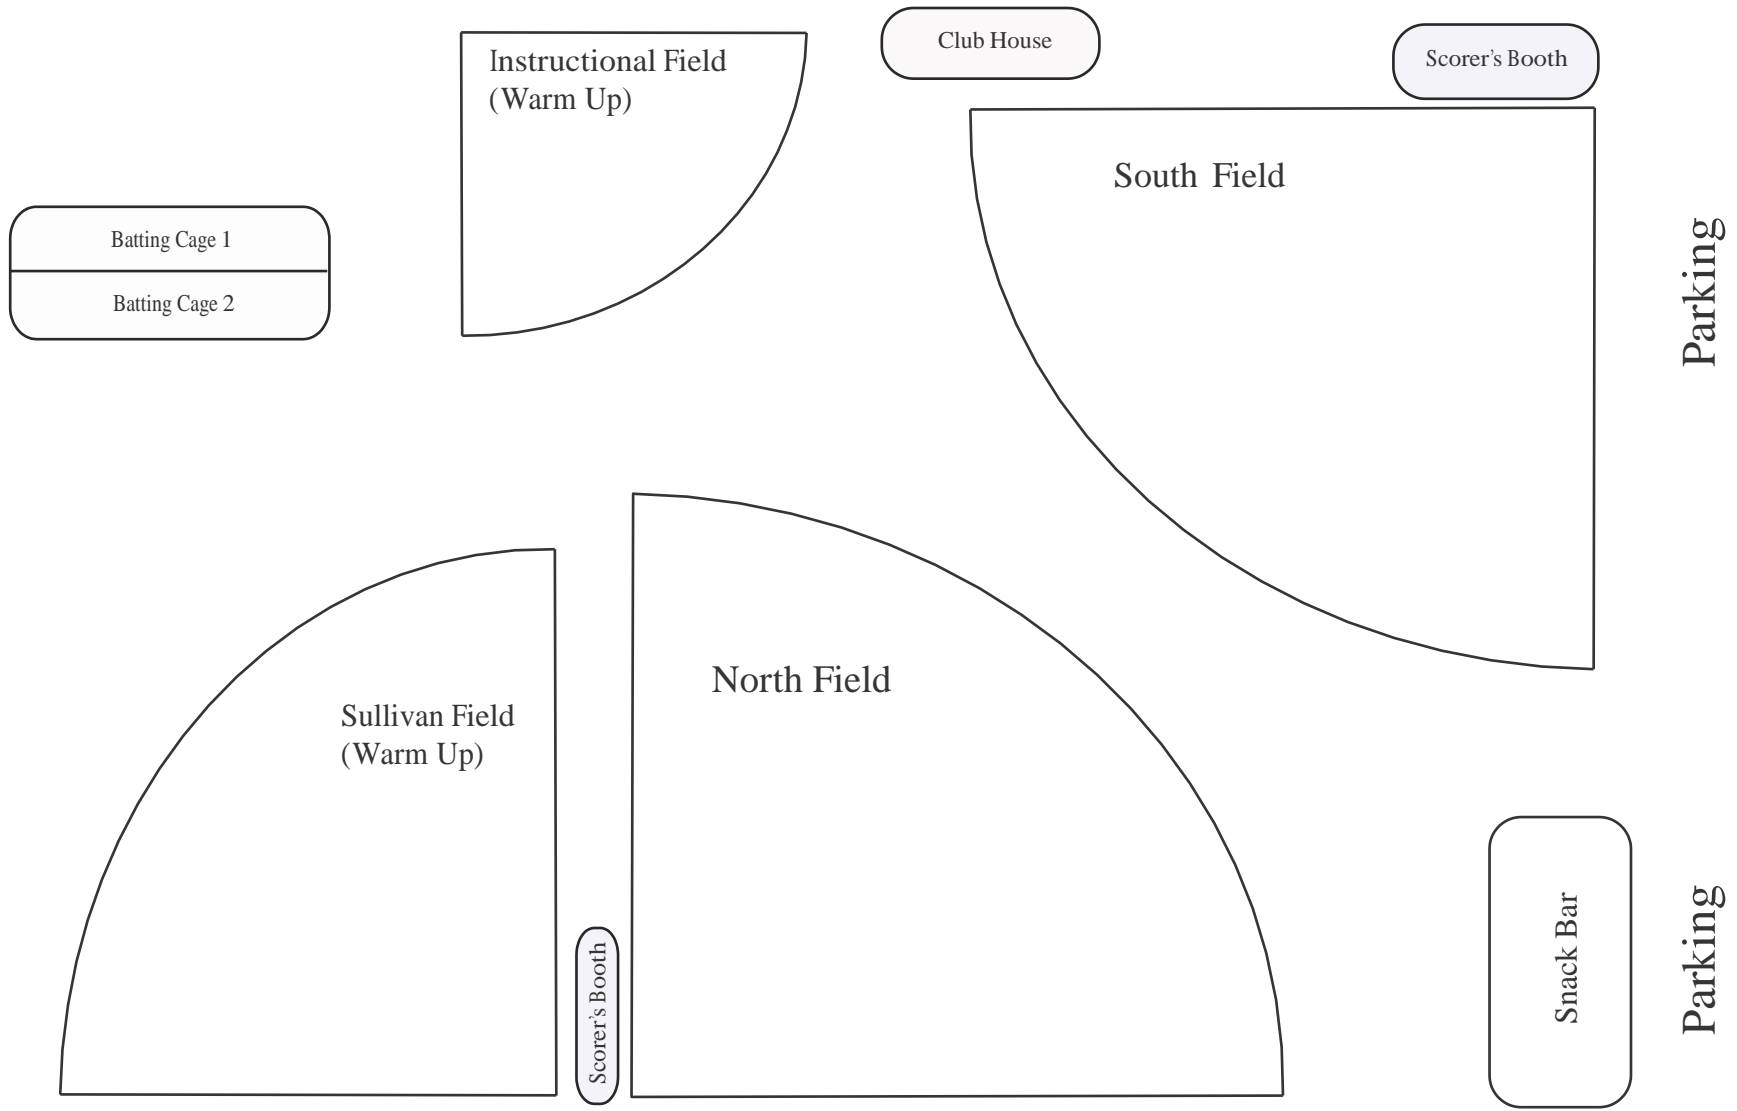 Club House
Scorer's Booth
Instructional Field
(Warm Up)
South Field
Batting Cage 1
Batting Cage 2
Parking
North Field
Sullivan Field
(Warm Up)
Scorer's Booth
Snack Bar
Parking